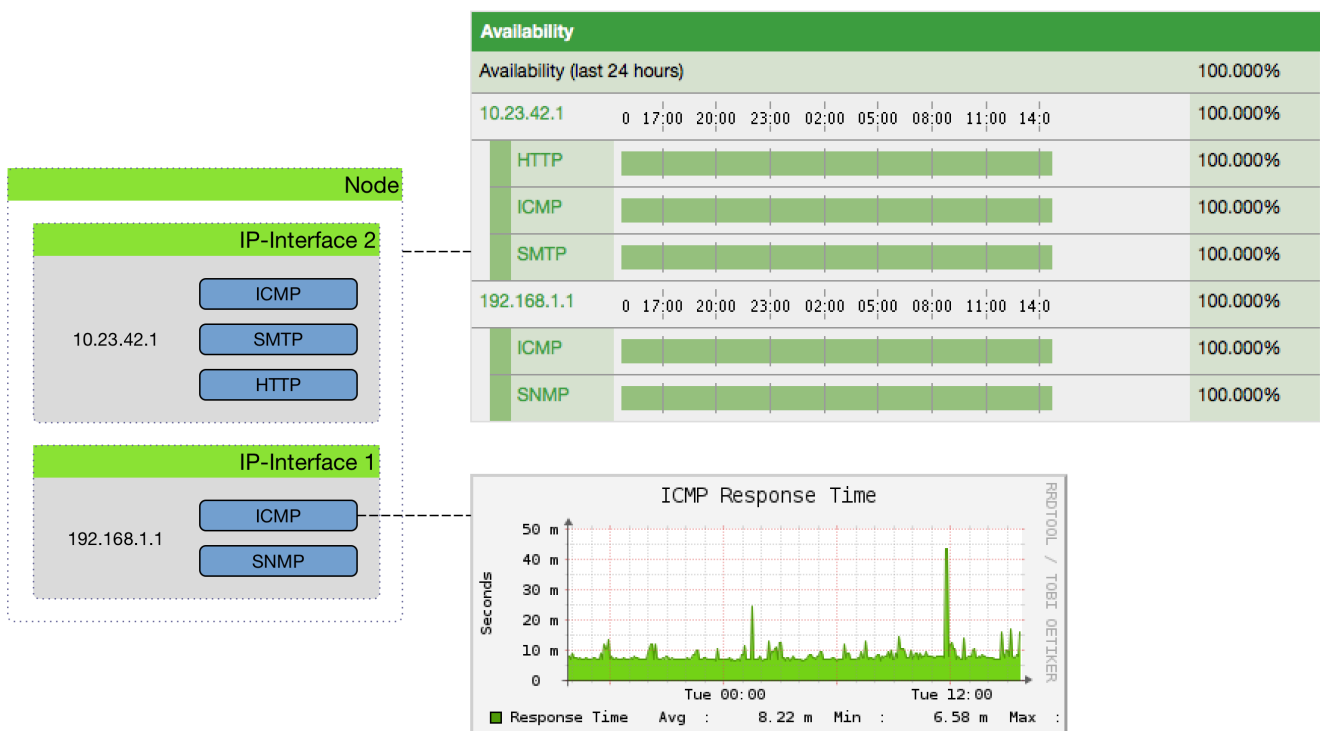 Node
IP-Interface 2
10.23.42.1
ICMP
SMTP
HTTP
IP-Interface 1
192.168.1.1
ICMP
SNMP
Availability
Availability (last 24 hours) 100.000%
10.23.42.1 0 17:00 20:00 23:00 02:00 05:00 08:00 11:00 14:0 100.000%
HTTP 100.000%
ICMP 100.000%
SMTP 100.000%
192.168.1.1 0 17:00 20:00 23:00 02:00 05:00 08:00 11:00 14:0 100.000%
ICMP 100.000%
SNMP 100.000%
ICMP Response Time
RRDTOOL / TOBI OETIKER
Seconds
50 m
40 m
30 m
20 m
10 m
0
Tue 00:00 Tue 12:00
Response Time Avg : 8.22 m Min : 6.58 m Max :